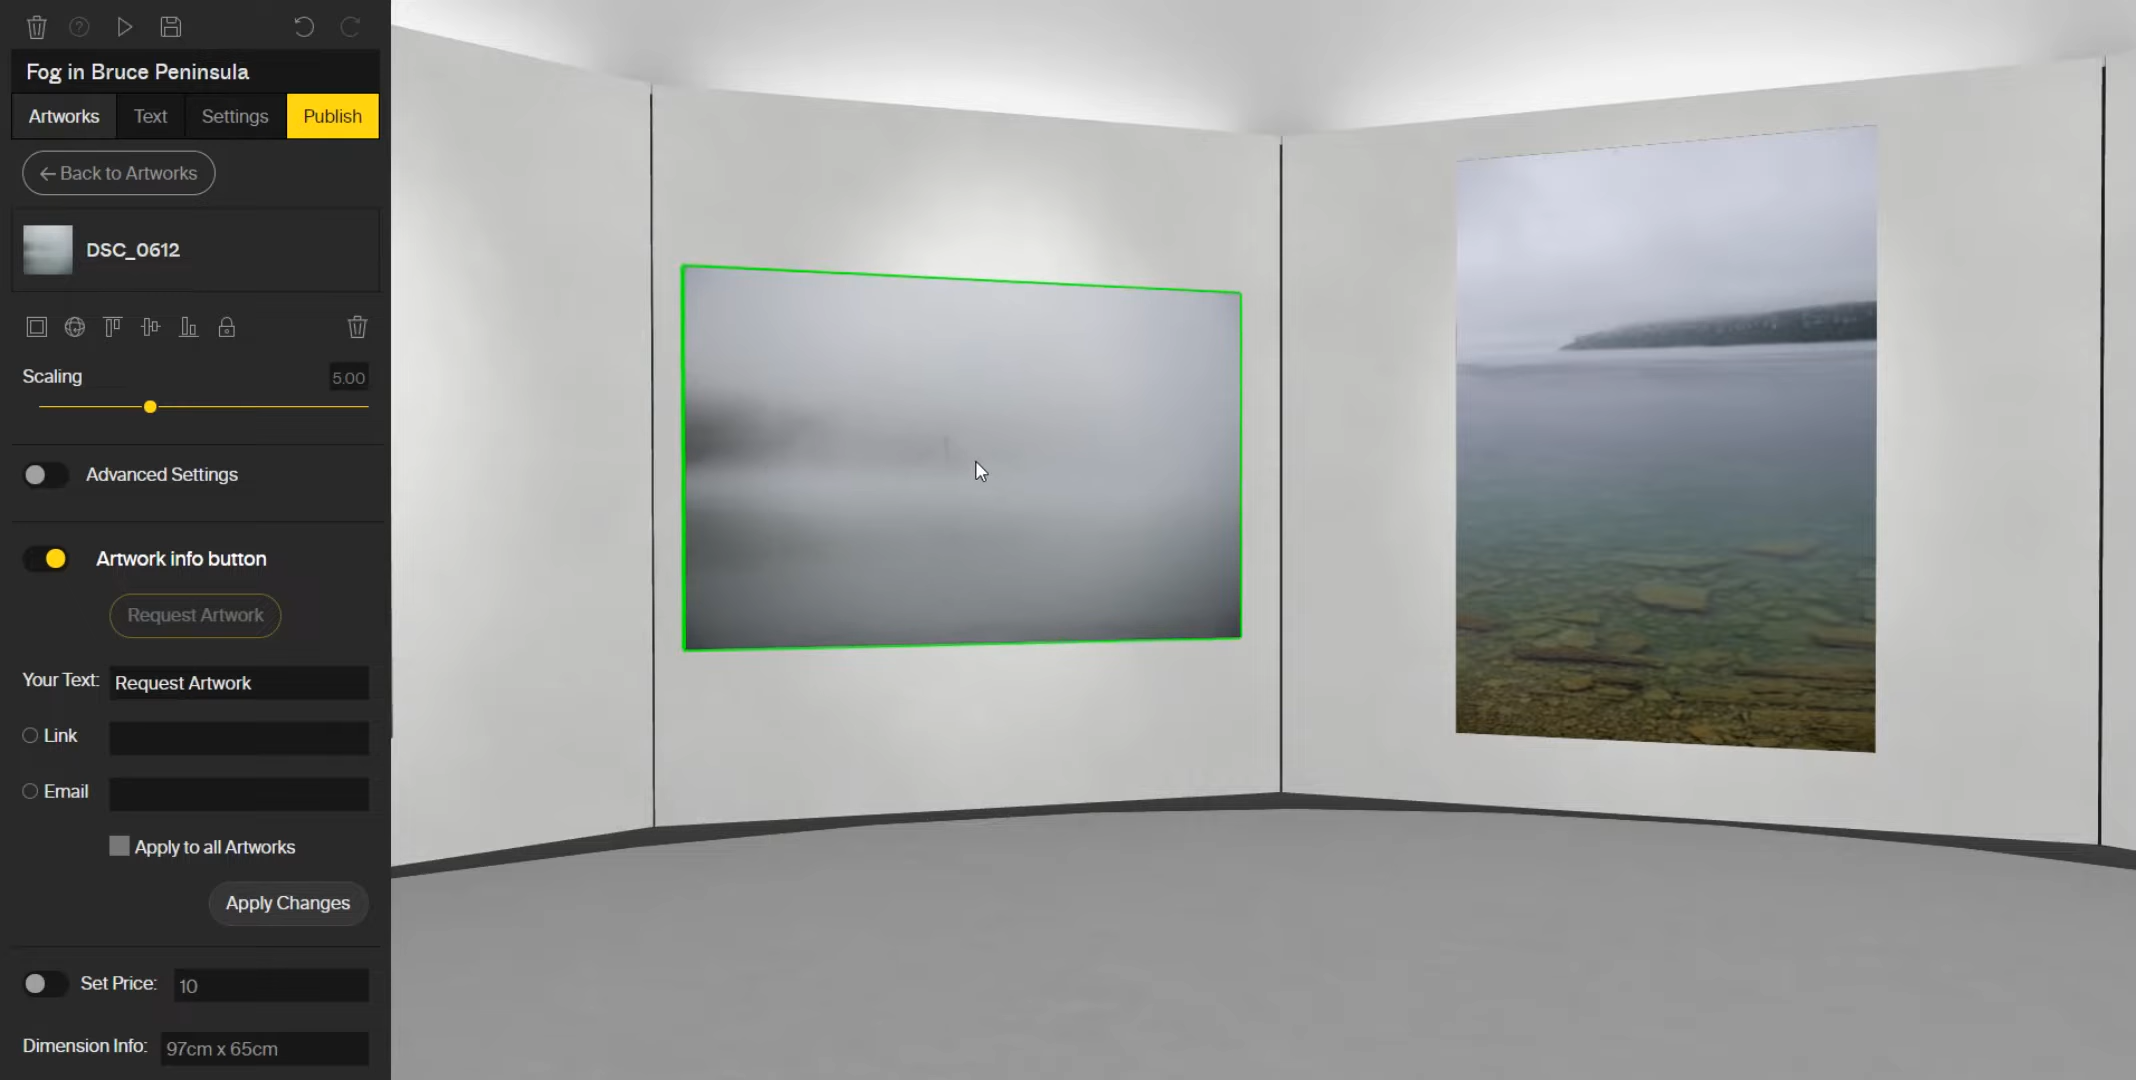 Fog in Bruce Peninsula
Artworks Text Settings Publish
← Back to Artworks
DSC_0612
Scaling 5.00
Advanced Settings
Artwork info button
Request Artwork
Your Text: Request Artwork
Link
Email
Apply to all Artworks
Apply Changes
Set Price: 10
Dimension Info: 97cm x 65cm